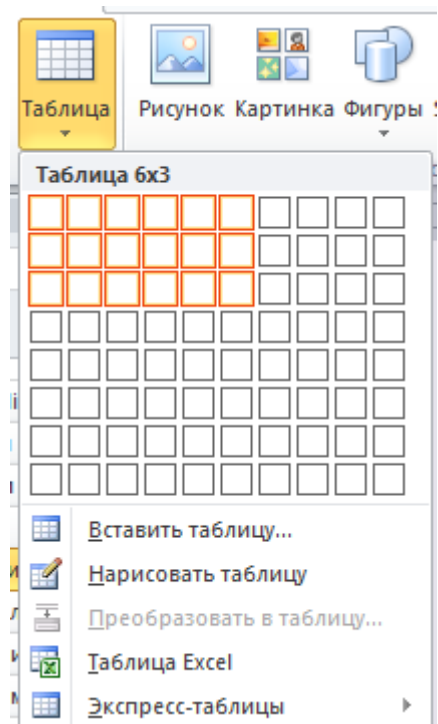 Таблица Рисунок Картинка Фигуры
Таблица 6x3
Вставить таблицу...
Нарисовать таблицу
Преобразовать в таблицу...
Таблица Excel
Экспресс-таблицы